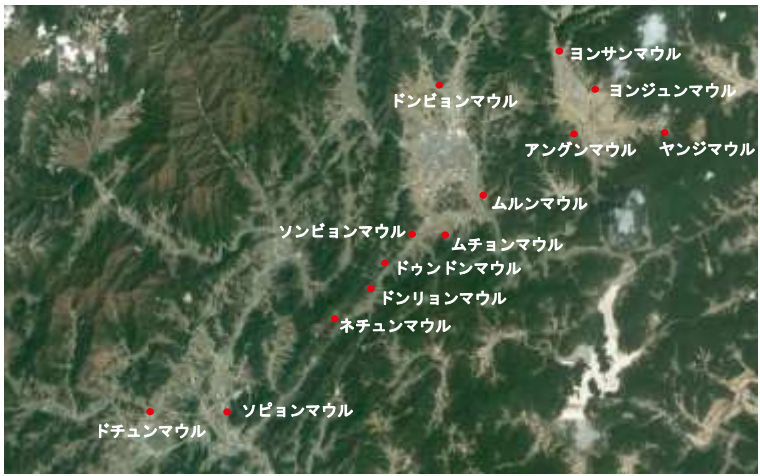 ヨンサンマウル
ヨンジュンマウル
ドンビョンマウル
アングンマウル
ヤンジマウル
ムルンマウル
ソンビョンマウル
ムチョンマウル
ドゥンドンマウル
ドンリョンマウル
ネチュンマウル
ソピョンマウル
ドチュンマウル